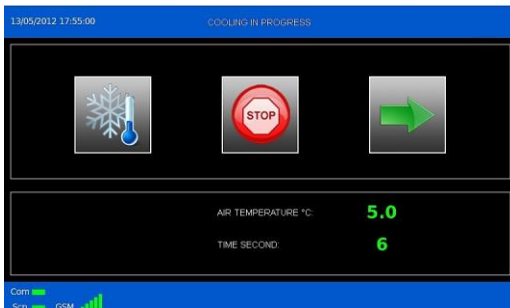 13/05/2012 17:55:00 COOLING IN PROGRESS
STOP
AIR TEMPERATURE °C: 5.0
TIME SECOND: 6
Com
Scp GSM